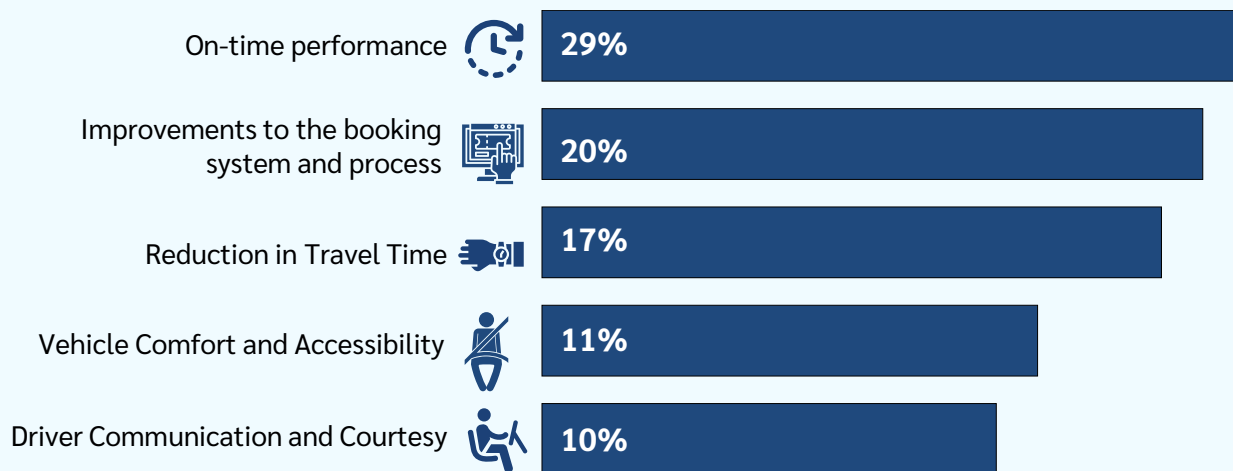 On-time performance
29%
Improvements to the booking
system and process
20%
Reduction in Travel Time
17%
Vehicle Comfort and Accessibility
11%
Driver Communication and Courtesy
10%